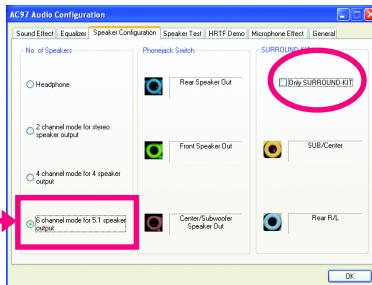 AC97 Audio Configuration
Sound Effect
Equalizer
Speaker Configuration
Speaker Test
HRTF Demo
Microphone Effect
General
No. of Speakers
Headphone
2 channel mode for stereo
speaker output
4 channel mode for 4 speaker
output
6 channel mode for 5.1 speaker
output
Phonejack Switch
Rear Speaker Out
Front Speaker Out
Center/Subwoofer
Speaker Out
SURROUND-KIT
Only SURROUND-KIT
SUB/Center
Rear R/L
OK